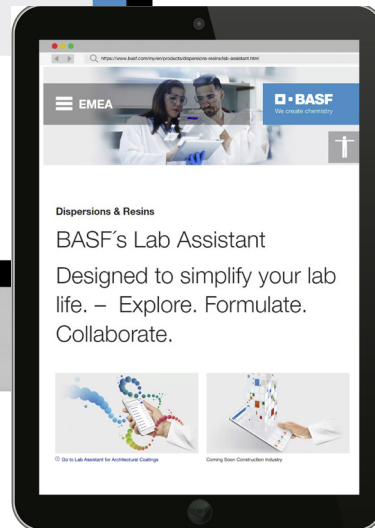 https://www.basf.com/my/en/products/dispersions-resins/lab-assistant.html
EMEA
BASF
We create chemistry
Dispersions & Resins
BASF´s Lab Assistant
Designed to simplify your lab
life. – Explore. Formulate.
Collaborate.
Go to Lab Assistant for Architectural Coatings
Coming Soon Construction Industry